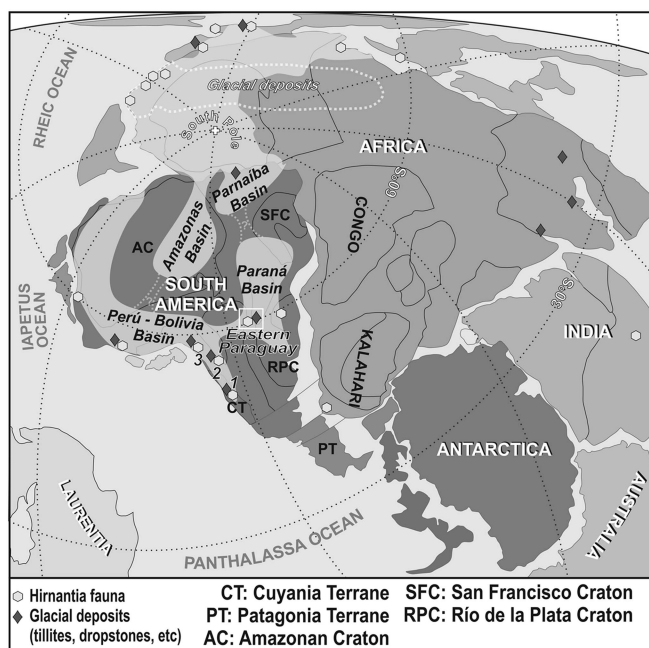 Glacial deposits
RHEIC OCEAN
South Pole
AFRICA
Parnaíba
Basin
60°S
SFC
CONGO
Amazonas
Basin
AC
Paraná
Basin
30°S
SOUTH
AMERICA
IAPETUS
OCEAN
Perú - Bolivia
Basin
Eastern
Paraguay
INDIA
3
2
1
RPC
KALAHARI
CT
PT
ANTARCTICA
LAURENTIA
AUSTRALIA
PANTHALASSA OCEAN
Hirnantia fauna
Glacial deposits
(tillites, dropstones, etc)
CT: Cuyania Terrane
PT: Patagonia Terrane
AC: Amazonan Craton
SFC: San Francisco Craton
RPC: Río de la Plata Craton